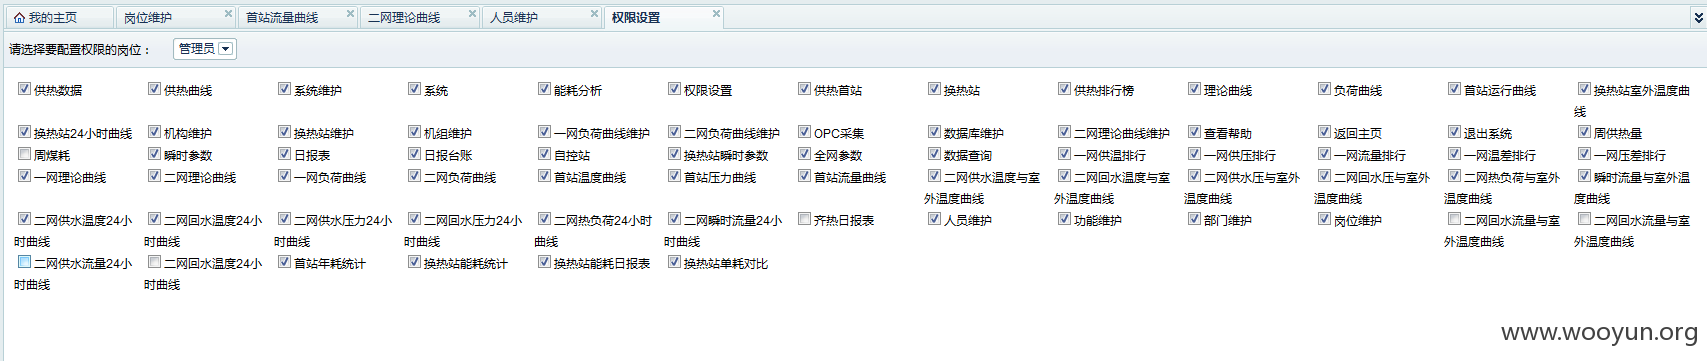 我的主页 岗位维护 首站流量曲线 二网理论曲线 人员维护 权限设置
请选择要配置权限的岗位： 管理员
供热数据 供热曲线 系统维护 系统 能耗分析 权限设置 供热首站 换热站 供热排行榜 理论曲线 负荷曲线 首站运行曲线 换热站室外温度曲
线
换热站24小时曲线 机构维护 换热站维护 机组维护 一网负荷曲线维护 二网负荷曲线维护 OPC采集 数据库维护 二网理论曲线维护 查看帮助 返回主页 退出系统 周供热量
周煤耗 瞬时参数 日报表 日报台账 自控站 换热站瞬时参数 全网参数 数据查询 一网供温排行 一网供压排行 一网流量排行 一网温差排行 一网压差排行
一网理论曲线 二网理论曲线 一网负荷曲线 二网负荷曲线 首站温度曲线 首站压力曲线 首站流量曲线 二网供水温度与室 二网回水温度与室 二网供水压与室外 二网回水压与室外 二网热负荷与室外 瞬时流量与室外温
外温度曲线 外温度曲线 温度曲线 温度曲线 温度曲线 度曲线
二网供水温度24小 二网回水温度24小 二网供水压力24小 二网回水压力24小 二网热负荷24小时 二网瞬时流量24小 齐热日报表 人员维护 功能维护 部门维护 岗位维护 二网回水流量与室 二网回水流量与室
时曲线 时曲线 时曲线 时曲线 曲线 时曲线 外温度曲线 外温度曲线
二网供水流量24小 二网回水温度24小 首站年耗统计 换热站能耗统计 换热站能耗日报表 换热站单耗对比
时曲线 时曲线
www.wooyun.org